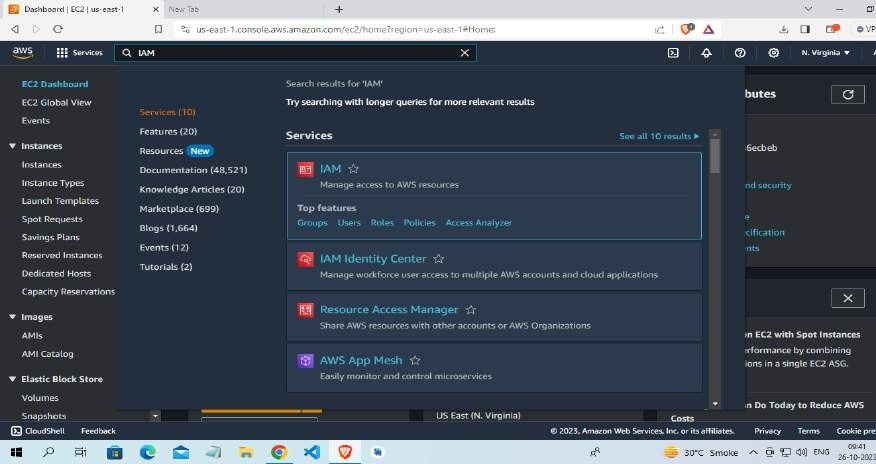 Dashboard | EC2 | us-east-1
New Tab
us-east-1.console.aws.amazon.com/ec2/home?region=us-east-1#Home:
VP
aws
Services
IAM
N. Virginia
EC2 Dashboard
EC2 Global View
Events
Instances
Instances
Instance Types
Launch Templates
Spot Requests
Savings Plans
Reserved Instances
Dedicated Hosts
Capacity Reservations
Images
AMIs
AMI Catalog
Elastic Block Store
Volumes
Snapshots
Services (10)
Features (20)
Resources New
Documentation (48,521)
Knowledge Articles (20)
Marketplace (699)
Blogs (1,664)
Events (12)
Tutorials (2)
Search results for 'IAM'
Try searching with longer queries for more relevant results
Services
See all 10 results
IAM
Manage access to AWS resources
Top features
Groups Users Roles Policies Access Analyzer
IAM Identity Center
Manage workforce user access to multiple AWS accounts and cloud applications
Resource Access Manager
Share AWS resources with other accounts or AWS Organizations
AWS App Mesh
Easily monitor and control microservices
US East (N. Virginia)
butes
i6ecbeb
nd security
e
cification
nts
on EC2 with Spot Instances
erformance by combining
ions in a single EC2 ASG.
on Do Today to Reduce AWS
Costs
CloudShell Feedback
© 2023, Amazon Web Services, Inc. or its affiliates. Privacy Terms Cookie pre
30°C Smoke
ENG
09:41
26-10-2023